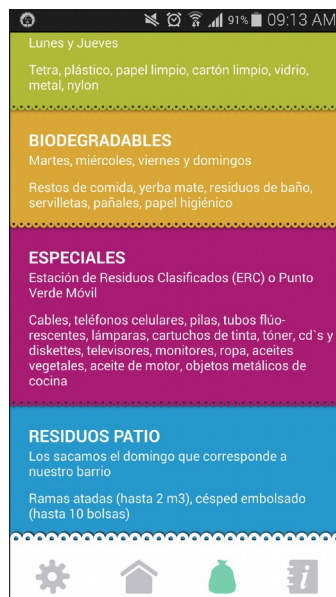 91% 09:13 AM
Lunes y Jueves
Tetra, plástico, papel limpio, cartón limpio, vidrio,
metal, nylon
BIODEGRADABLES
Martes, miércoles, viernes y domingos
Restos de comida, yerba mate, residuos de baño,
servilletas, pañales, papel higiénico
ESPECIALES
Estación de Residuos Clasificados (ERC) o Punto
Verde Móvil
Cables, teléfonos celulares, pilas, tubos flúo-
rescentes, lámparas, cartuchos de tinta, tóner, cd`s y
diskettes, televisores, monitores, ropa, aceites
vegetales, aceite de motor, objetos metálicos de
cocina
RESIDUOS PATIO
Los sacamos el domingo que corresponde a
nuestro barrio
Ramas atadas (hasta 2 m3), césped embolsado
(hasta 10 bolsas)